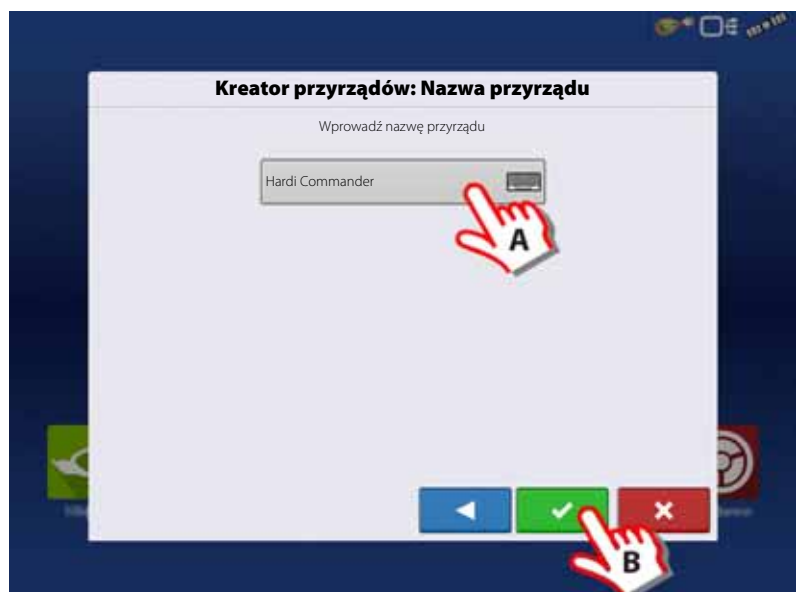 Kreator przyrządów: Nazwa przyrządu
Wprowadź nazwę przyrządu
Hardi Commander
A
B